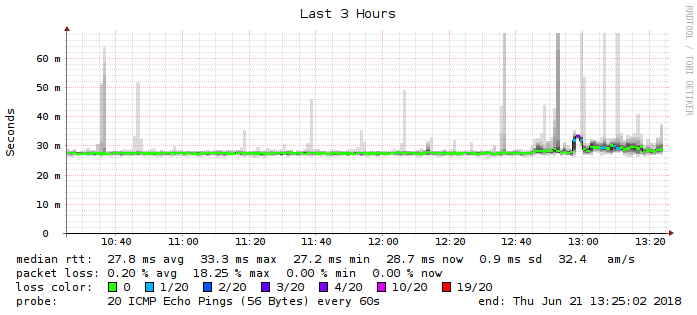 Last 3 Hours
RRDTOOL / TOBI OETIKER
Seconds
60 m
50 m
40 m
30 m
20 m
10 m
0
10:40 11:00 11:20 11:40 12:00 12:20 12:40 13:00 13:20
median rtt: 27.8 ms avg 33.3 ms max 27.2 ms min 28.7 ms now 0.9 ms sd 32.4 am/s
packet loss: 0.20 % avg 18.25 % max 0.00 % min 0.00 % now
loss color: 0 1/20 2/20 3/20 4/20 10/20 19/20
probe: 20 ICMP Echo Pings (56 Bytes) every 60s end: Thu Jun 21 13:25:02 2018